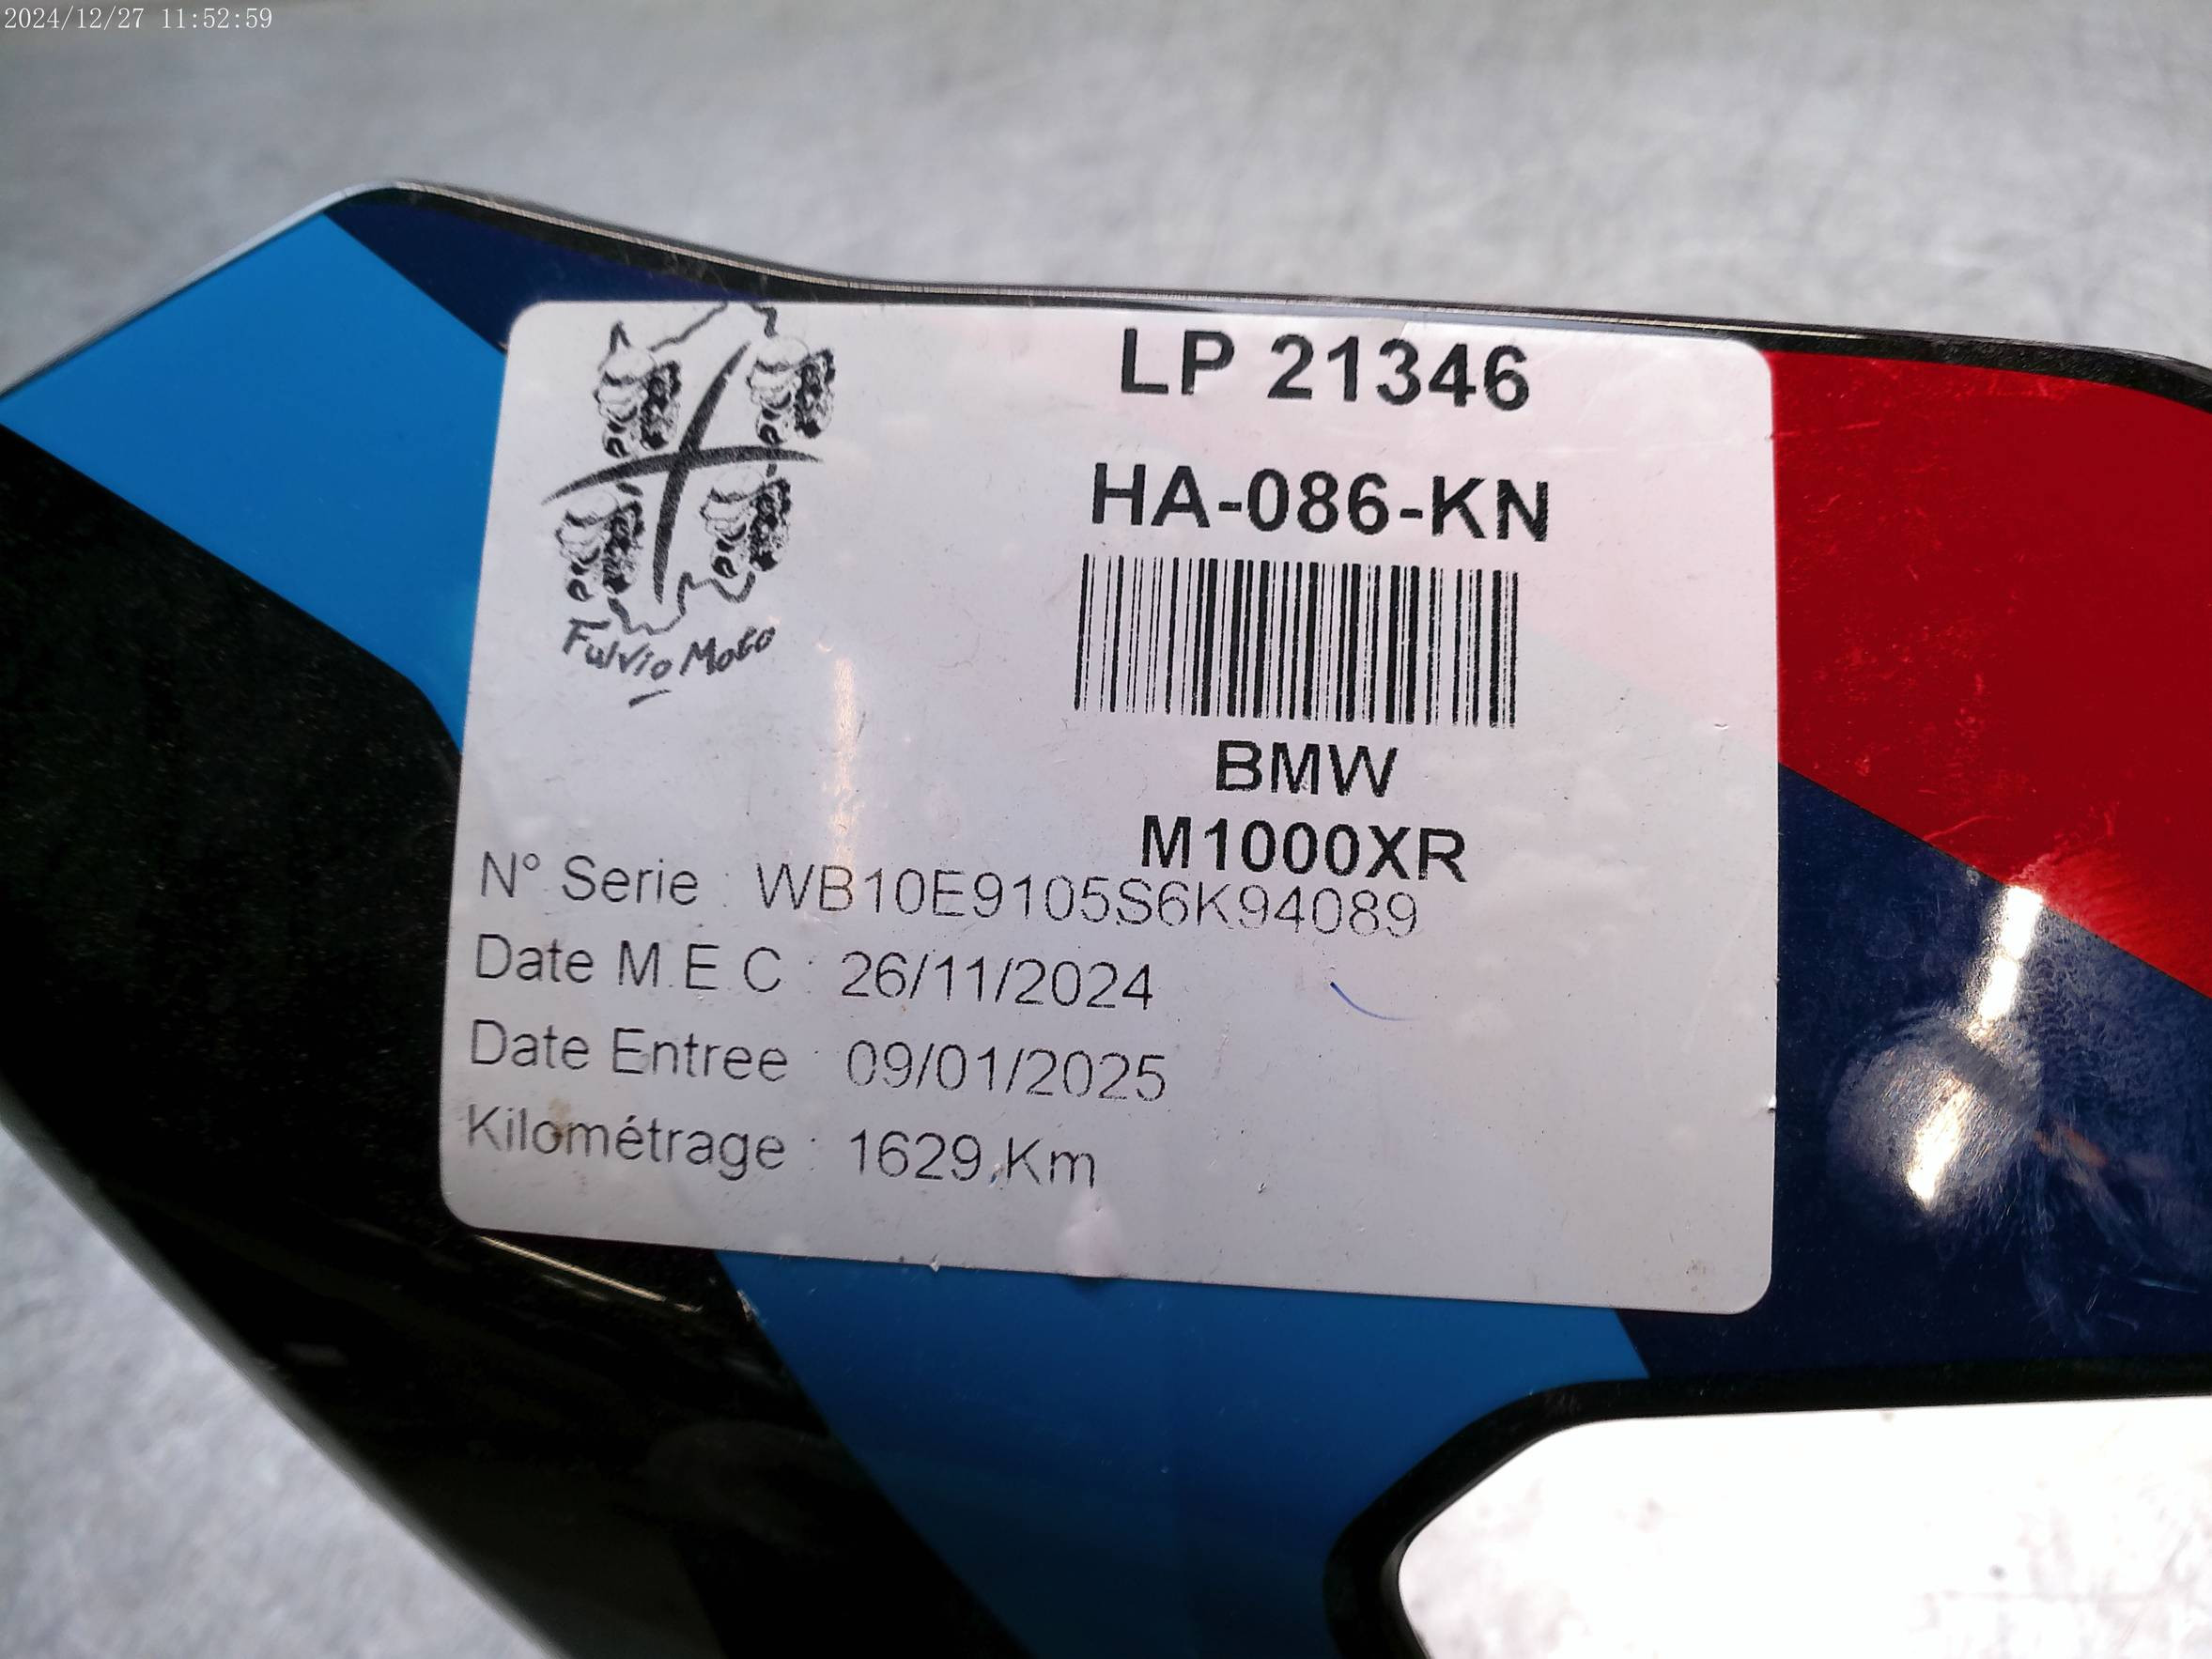 2024/12/27 11:52:59
LP 21346
HA-086-KN
Fulvio Moto
BMW
M1000XR
N° Serie : WB10E9105S6K94089
Date M.E.C : 26/11/2024
Date Entree : 09/01/2025
Kilométrage : 1629 Km